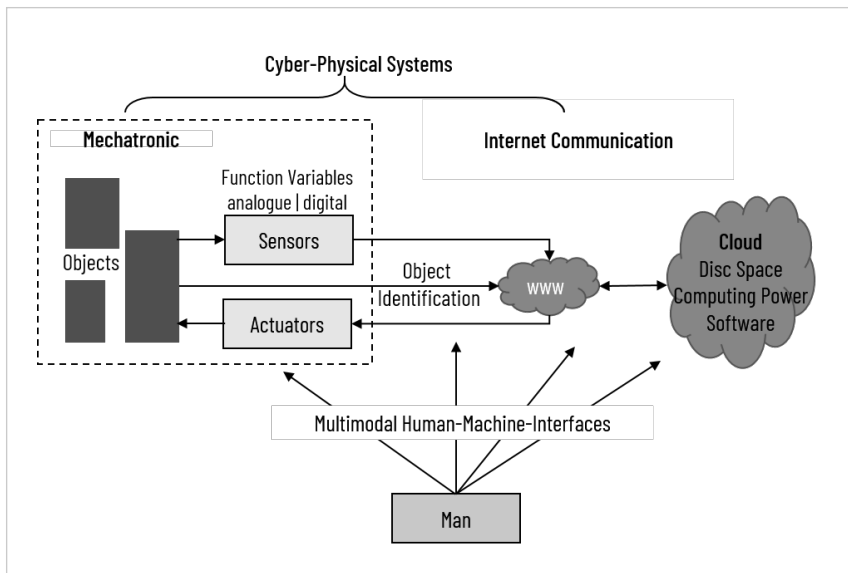 Cyber-Physical Systems
Mechatronic
Internet Communication
Function Variables
analogue | digital
Sensors
Objects
Object
Identification
Actuators
www
Cloud
Disc Space
Computing Power
Software
Multimodal Human-Machine-Interfaces
Man